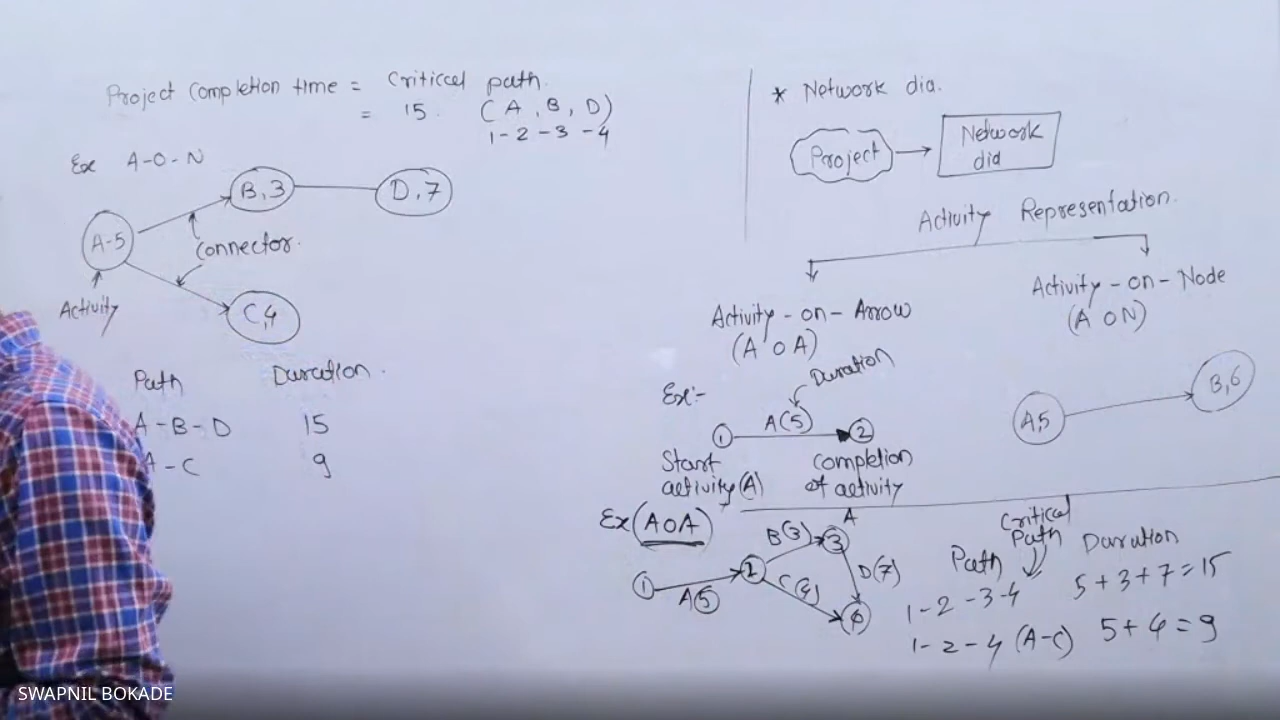 Project Completion time = Criticcal path.
= 15. (A, B, D)
1-2-3-4
Ex A-O-N
B,3
D,7
A-5
Connector.
Activity
C,4
Path Duration.
A-B-D 15
A-C 9
* Network dia.
Project
Network
dia
Activity Representation.
Activity-on-Arrow
(A O A)
Activity-on-Node
(A ON)
Ex:-
Duration
A(5)
1
2
Start
activity(A)
Completion
of activity
A,5
B,6
Ex(AOA)
B(3)
3
A
1
2
A(5)
C(4)
D(7)
Critical
Path
Path Duration
1-2-3-4 5+3+7=15
1-2-4 (A-C) 5+4=9
SWAPNIL BOKADE